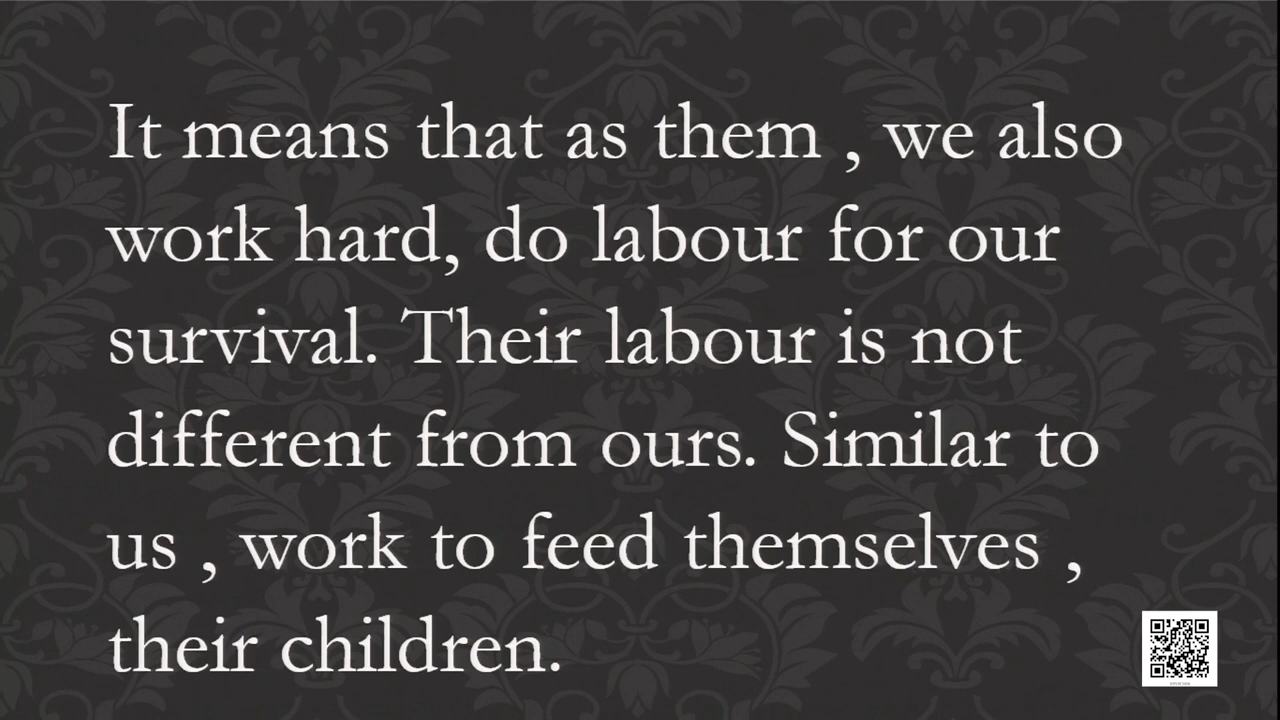 It means that as them , we also
work hard, do labour for our
survival. Their labour is not
different from ours. Similar to
us , work to feed themselves ,
their children.